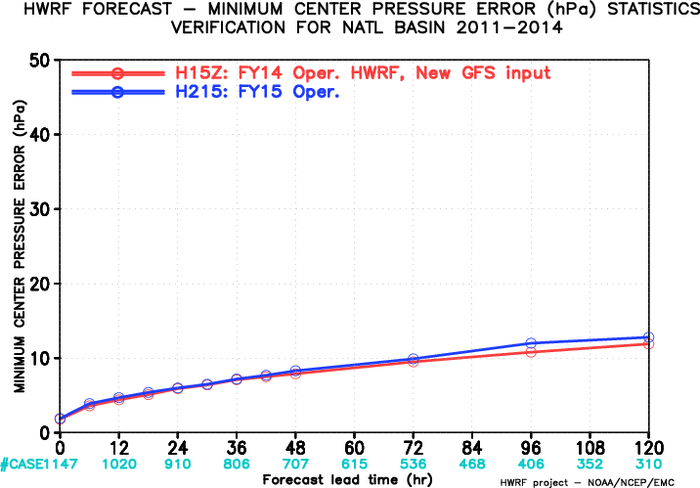 HWRF FORECAST – MINIMUM CENTER PRESSURE ERROR (hPa) STATISTICS
VERIFICATION FOR NATL BASIN 2011–2014
H15Z: FY14 Oper. HWRF, New GFS input
H215: FY15 Oper.
MINIMUM CENTER PRESSURE ERROR (hPa)
50
40
30
20
10
0
0 12 24 36 48 60 72 84 96 108 120
#CASE1147 1020 910 806 707 615 536 468 406 352 310
Forecast lead time (hr)
HWRF project – NOAA/NCEP/EMC